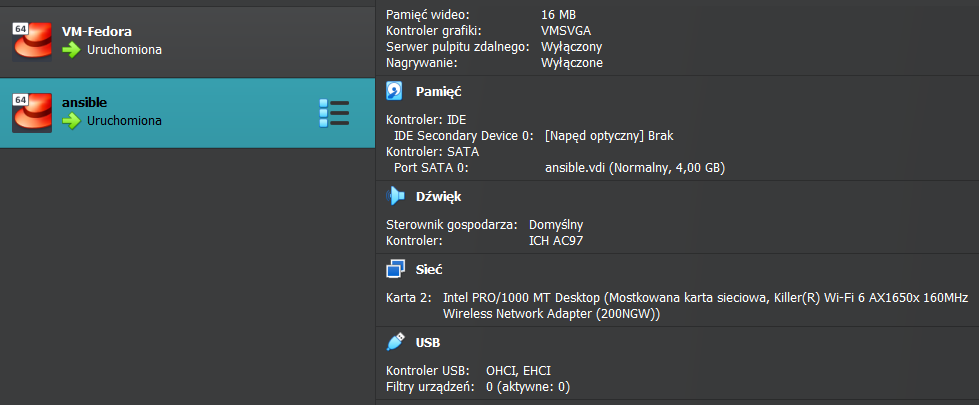 64
VM-Fedora
Uruchomiona
64
ansible
Uruchomiona
Pamięć wideo: 16 MB
Kontroler grafiki: VMSVGA
Serwer pulpitu zdalnego: Wyłączony
Nagrywanie: Wyłączone
Pamięć
Kontroler: IDE
IDE Secondary Device 0: [Napęd optyczny] Brak
Kontroler: SATA
Port SATA 0: ansible.vdi (Normalny, 4,00 GB)
Dźwięk
Sterownik gospodarza: Domyślny
Kontroler: ICH AC97
Sieć
Karta 2: Intel PRO/1000 MT Desktop (Mostkowana karta sieciowa, Killer(R) Wi-Fi 6 AX1650x 160MHz
Wireless Network Adapter (200NGW))
USB
Kontroler USB: OHCI, EHCI
Filtry urządzeń: 0 (aktywne: 0)